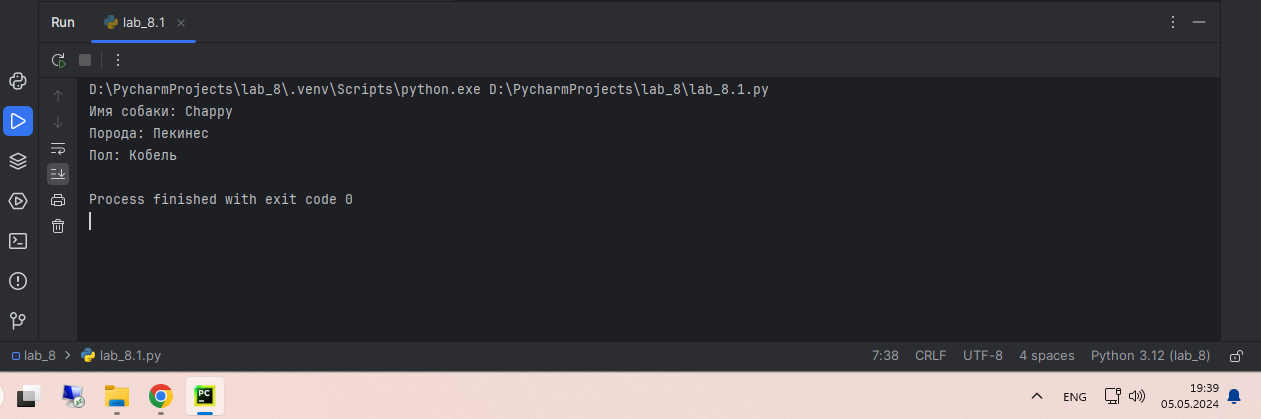 Run lab_8.1
D:\PycharmProjects\lab_8\.venv\Scripts\python.exe D:\PycharmProjects\lab_8\lab_8.1.py
Имя собаки: Chappy
Порода: Пекинес
Пол: Кобель
Process finished with exit code 0
lab_8 lab_8.1.py 7:38 CRLF UTF-8 4 spaces Python 3.12 (lab_8)
PC ENG 19:39
05.05.2024